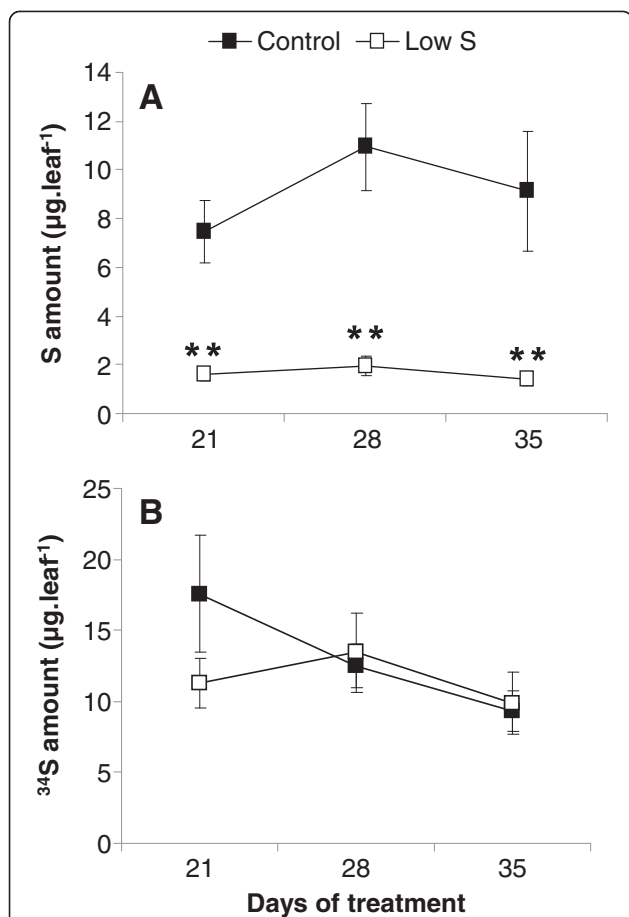 Control Low S
A
S amount (µg.leaf⁻¹)
14
12
10
8
6
4
2
0
** ** **
21 28 35
B
³⁴S amount (µg.leaf⁻¹)
25
20
15
10
5
0
21 28 35
Days of treatment